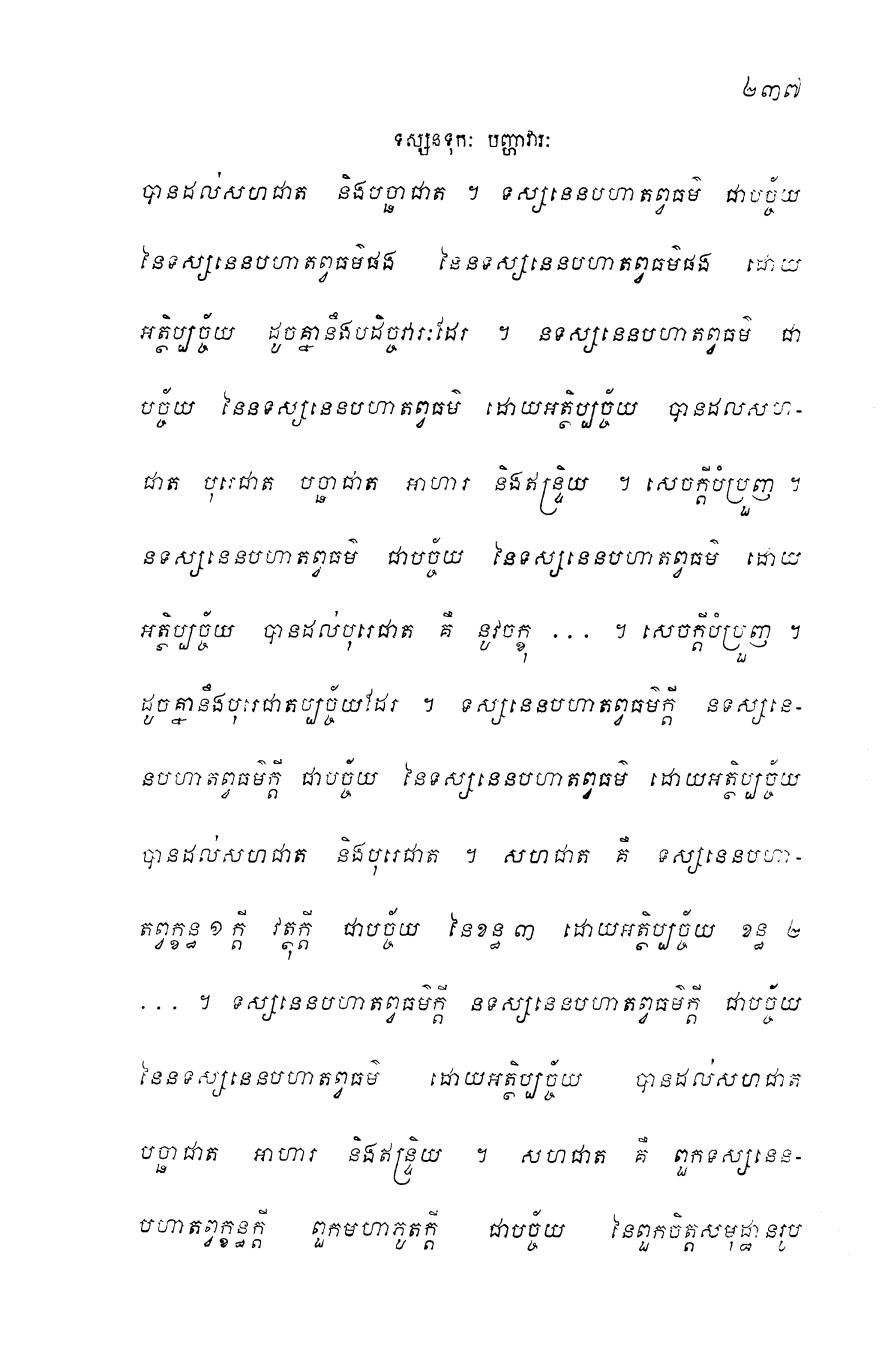 ២៣៧
ទស្សនទុកៈ បញ្ហាវារៈ
បានដល់សហជាត និងបច្ឆាជាត ។ ទស្សនេនបហាតព្វធម៌ ជាបច្ច័យ
នៃទស្សនេនបហាតព្វធម៌ផង នៃនទស្សនេនបហាតព្វធម៌ផង ដោយ
អត្ថិប្បច្ច័យ ដូចគ្នានឹងបដិច្ចវារៈដែរ ។ នទស្សនេនបហាតព្វធម៌ ជា
បច្ច័យ នៃនទស្សនេនបហាតព្វធម៌ ដោយអត្ថិប្បច្ច័យ បានដលសហ-
ជាត បុរេជាត បច្ឆាជាត អាហារ និងឥន្ទ្រិយ ។ សេចក្តីបំប្រួញ ។
នទស្សនេនបហាតព្វធម៌ ជាបច្ច័យ នៃទស្សនេនបហាតព្វធម៌ ដោយ
អត្ថិប្បច្ច័យ បានដល់បុរេជាត គឺ នូវចក្ខុ ... ។ សេចក្តីបំប្រួញ ។
ដូចគ្នានឹងបុរេជាតប្បច្ច័យដែរ ។ ទស្សនេនបហាតព្វធម៌ក្តី នទស្សនេ-
នបហាតព្វធម៌ក្តី ជាបច្ច័យ នៃទស្សនេនបហាតព្វធម៌ ដោយអត្ថិប្បច្ច័យ
បានដល់សហជាត និងបុរេជាត ។ សហជាត គឺ ទស្សនេនបហា-
តព្វក្ខន្ធ ១ ក្តី វត្ថុក្តី ជាបច្ច័យ នៃខន្ធ ៣ ដោយអត្ថិប្បច្ច័យ ខន្ធ ២
... ។ ទស្សនេនបហាតព្វធម៌ក្តី នទស្សនេនបហាតព្វធម៌ក្តី ជាបច្ច័យ
នៃនទស្សនេនបហាតព្វធម៌ ដោយអត្ថិប្បច្ច័យ បានដល់សហជាត
បច្ឆាជាត អាហារ និងឥន្ទ្រិយ ។ សហជាត គឺ ពួកទស្សនេន-
បហាតព្វក្ខន្ធក្តី ពួកមហាភូតក្តី ជាបច្ច័យ នៃពួកចិត្តសមុដ្ឋានរូប